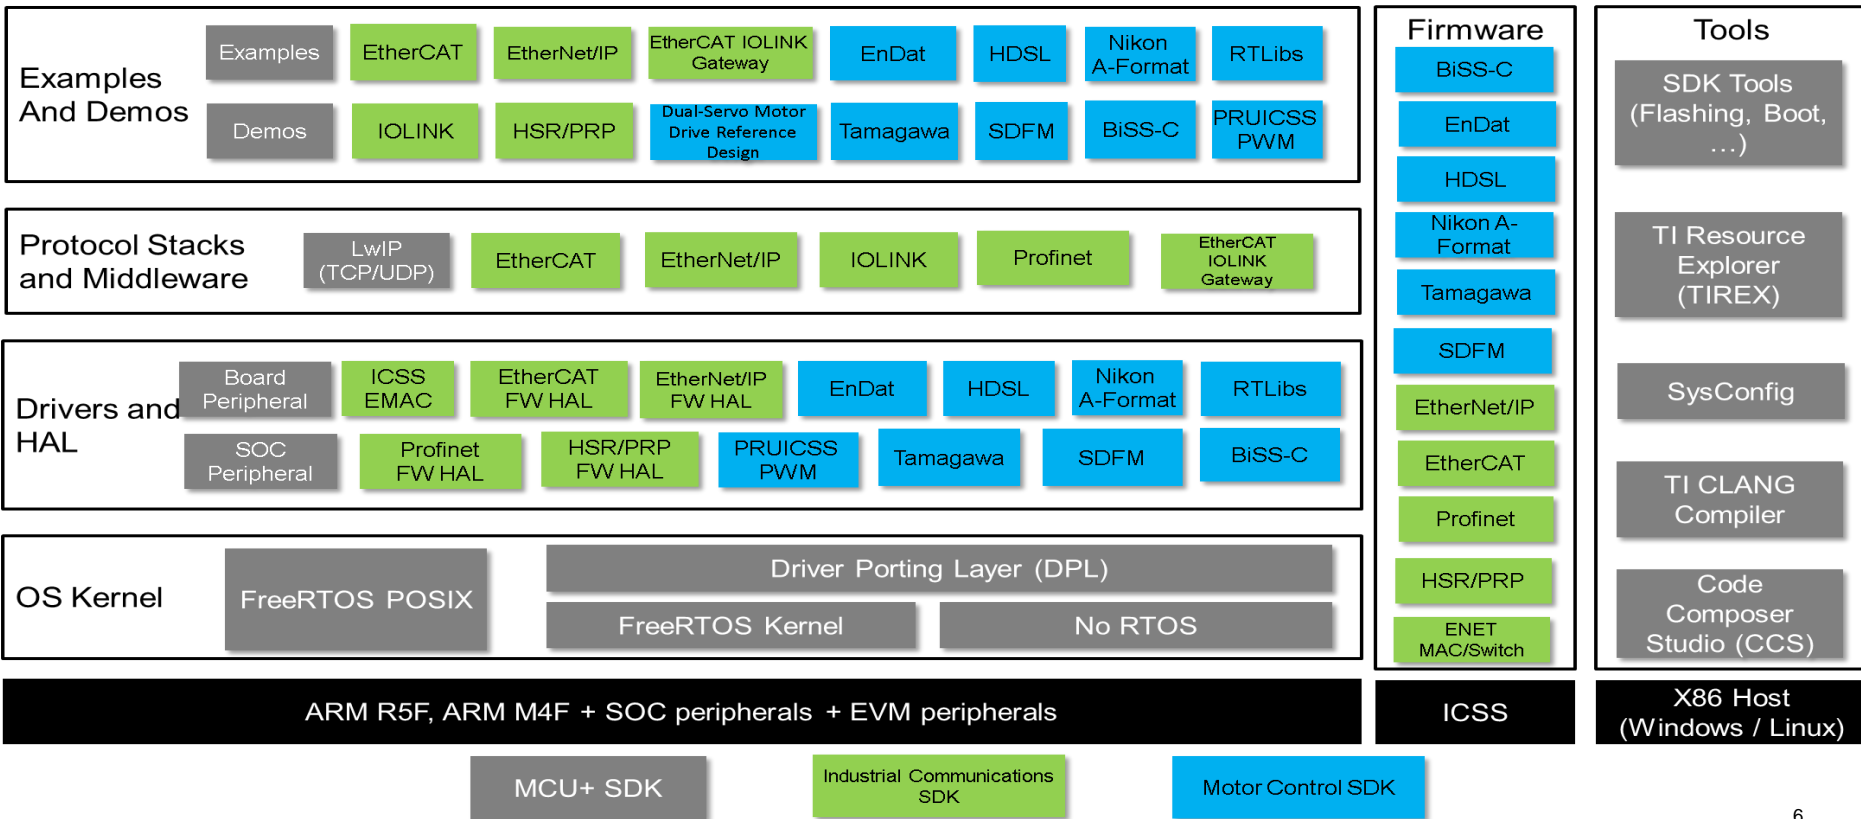 Examples
And Demos
Examples
EtherCAT
EtherNet/IP
EtherCAT IOLINK
Gateway
EnDat
HDSL
Nikon
A-Format
RTLibs
Demos
IOLINK
HSR/PRP
Dual-Servo Motor
Drive Reference
Design
Tamagawa
SDFM
BiSS-C
PRUICSS
PWM
Protocol Stacks
and Middleware
LwIP
(TCP/UDP)
EtherCAT
EtherNet/IP
IOLINK
Profinet
EtherCAT
IOLINK
Gateway
Drivers and
HAL
Board
Peripheral
ICSS
EMAC
EtherCAT
FW HAL
EtherNet/IP
FW HAL
EnDat
HDSL
Nikon
A-Format
RTLibs
SOC
Peripheral
Profinet
FW HAL
HSR/PRP
FW HAL
PRUICSS
PWM
Tamagawa
SDFM
BiSS-C
OS Kernel
FreeRTOS POSIX
Driver Porting Layer (DPL)
FreeRTOS Kernel
No RTOS
ARM R5F, ARM M4F + SOC peripherals + EVM peripherals
Firmware
BiSS-C
EnDat
HDSL
Nikon A-
Format
Tamagawa
SDFM
EtherNet/IP
EtherCAT
Profinet
HSR/PRP
ENET
MAC/Switch
ICSS
Tools
SDK Tools
(Flashing, Boot,
...)
TI Resource
Explorer
(TIREX)
SysConfig
TI CLANG
Compiler
Code
Composer
Studio (CCS)
X86 Host
(Windows / Linux)
MCU+ SDK
Industrial Communications
SDK
Motor Control SDK
6